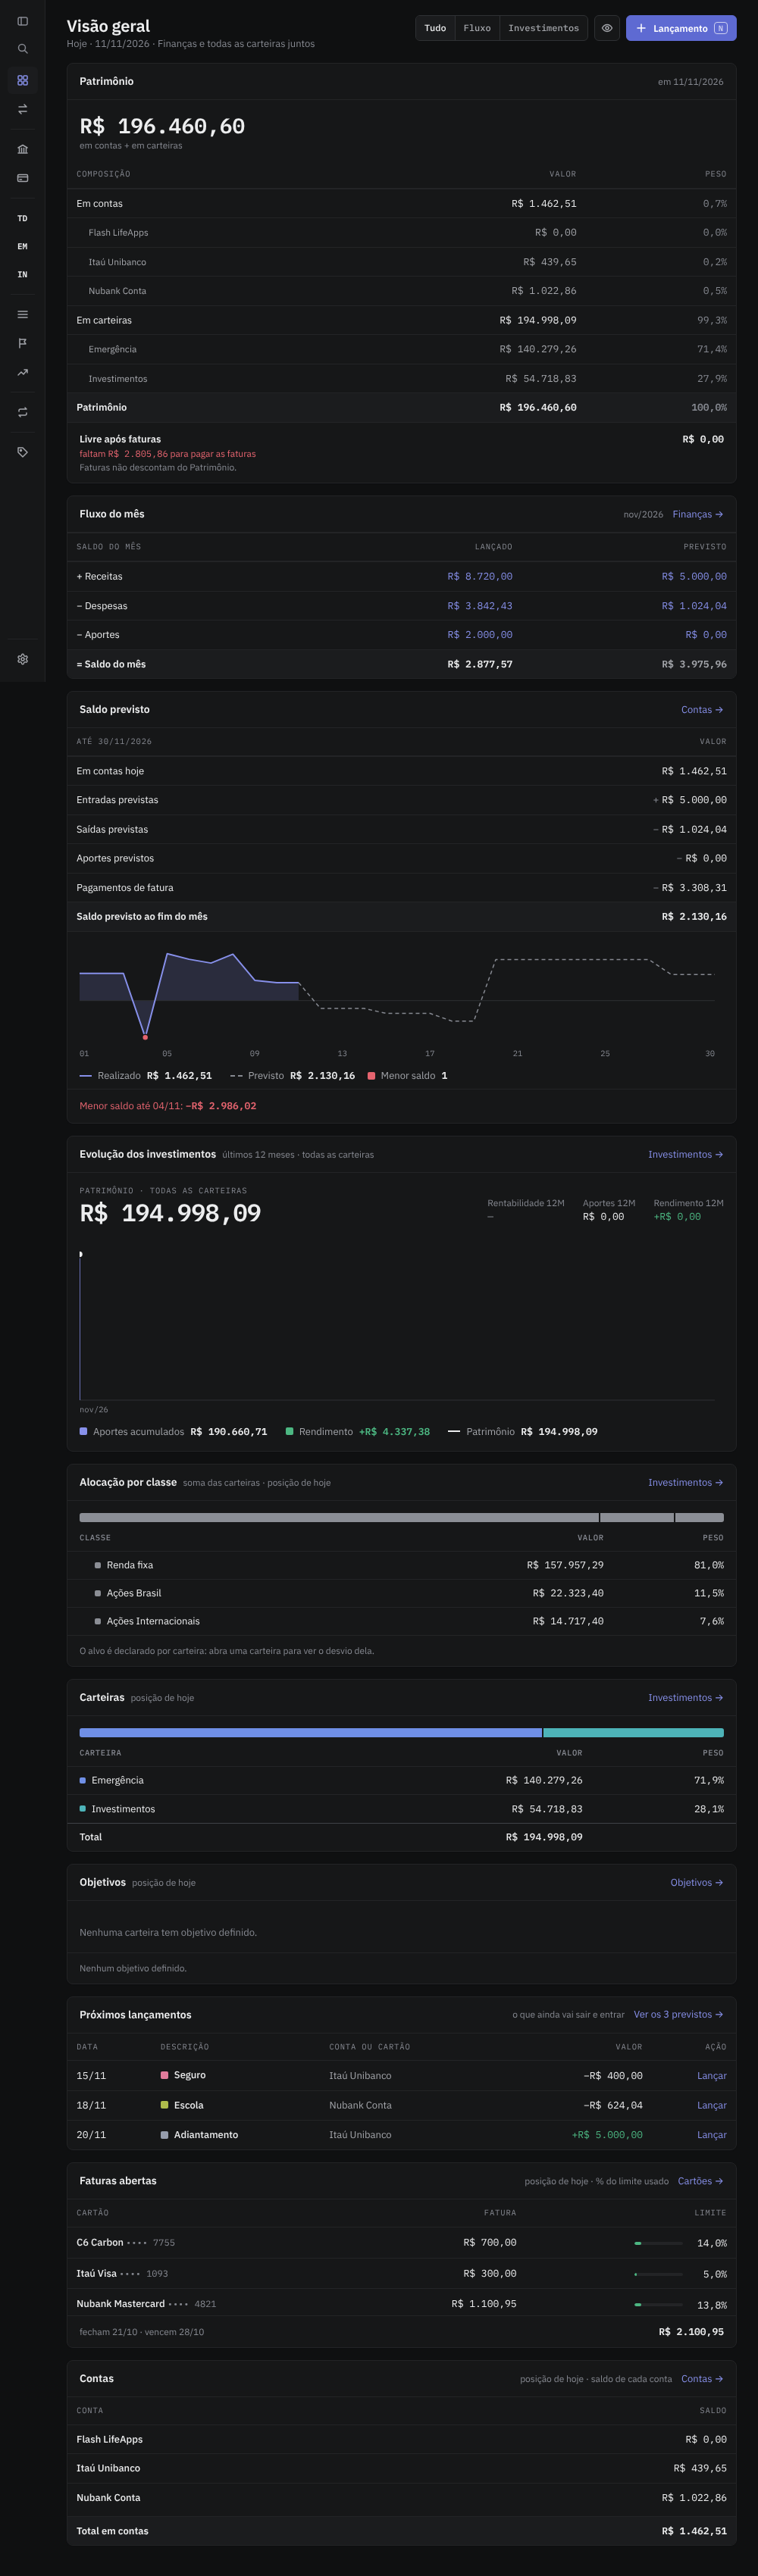 Visão geral
Hoje · 11/11/2026 · Finanças e todas as carteiras juntos
Tudo Fluxo Investimentos
+ Lançamento N
TD
EM
IN
Patrimônio em 11/11/2026
R$ 196.460,60
em contas + em carteiras
COMPOSIÇÃO VALOR PESO
Em contas R$ 1.462,51 0,7%
Flash LifeApps R$ 0,00 0,0%
Itaú Unibanco R$ 439,65 0,2%
Nubank Conta R$ 1.022,86 0,5%
Em carteiras R$ 194.998,09 99,3%
Emergência R$ 140.279,26 71,4%
Investimentos R$ 54.718,83 27,9%
Patrimônio R$ 196.460,60 100,0%
Livre após faturas R$ 0,00
faltam R$ 2.805,86 para pagar as faturas
Faturas não descontam do Patrimônio.
Fluxo do mês nov/2026 Finanças →
SALDO DO MÊS LANÇADO PREVISTO
+ Receitas R$ 8.720,00 R$ 5.000,00
− Despesas R$ 3.842,43 R$ 1.024,04
− Aportes R$ 2.000,00 R$ 0,00
= Saldo do mês R$ 2.877,57 R$ 3.975,96
Saldo previsto Contas →
ATÉ 30/11/2026 VALOR
Em contas hoje R$ 1.462,51
Entradas previstas + R$ 5.000,00
Saídas previstas − R$ 1.024,04
Aportes previstos − R$ 0,00
Pagamentos de fatura − R$ 3.308,31
Saldo previsto ao fim do mês R$ 2.130,16
01 05 09 13 17 21 25 30
Realizado R$ 1.462,51 Previsto R$ 2.130,16 Menor saldo 1
Menor saldo até 04/11: −R$ 2.986,02
Evolução dos investimentos últimos 12 meses · todas as carteiras Investimentos →
PATRIMÔNIO · TODAS AS CARTEIRAS
R$ 194.998,09
Rentabilidade 12M Aportes 12M Rendimento 12M
— R$ 0,00 +R$ 0,00
nov/26
Aportes acumulados R$ 190.660,71 Rendimento +R$ 4.337,38 Patrimônio R$ 194.998,09
Alocação por classe soma das carteiras · posição de hoje Investimentos →
CLASSE VALOR PESO
Renda fixa R$ 157.957,29 81,0%
Ações Brasil R$ 22.323,40 11,5%
Ações Internacionais R$ 14.717,40 7,6%
O alvo é declarado por carteira: abra uma carteira para ver o desvio dela.
Carteiras posição de hoje Investimentos →
CARTEIRA VALOR PESO
Emergência R$ 140.279,26 71,9%
Investimentos R$ 54.718,83 28,1%
Total R$ 194.998,09
Objetivos posição de hoje Objetivos →
Nenhuma carteira tem objetivo definido.
Nenhum objetivo definido.
Próximos lançamentos o que ainda vai sair e entrar Ver os 3 previstos →
DATA DESCRIÇÃO CONTA OU CARTÃO VALOR AÇÃO
15/11 Seguro Itaú Unibanco −R$ 400,00 Lançar
18/11 Escola Nubank Conta −R$ 624,04 Lançar
20/11 Adiantamento Itaú Unibanco +R$ 5.000,00 Lançar
Faturas abertas posição de hoje · % do limite usado Cartões →
CARTÃO FATURA LIMITE
C6 Carbon •••• 7755 R$ 700,00 14,0%
Itaú Visa •••• 1093 R$ 300,00 5,0%
Nubank Mastercard •••• 4821 R$ 1.100,95 13,8%
fecham 21/10 · vencem 28/10 R$ 2.100,95
Contas posição de hoje · saldo de cada conta Contas →
CONTA SALDO
Flash LifeApps R$ 0,00
Itaú Unibanco R$ 439,65
Nubank Conta R$ 1.022,86
Total em contas R$ 1.462,51